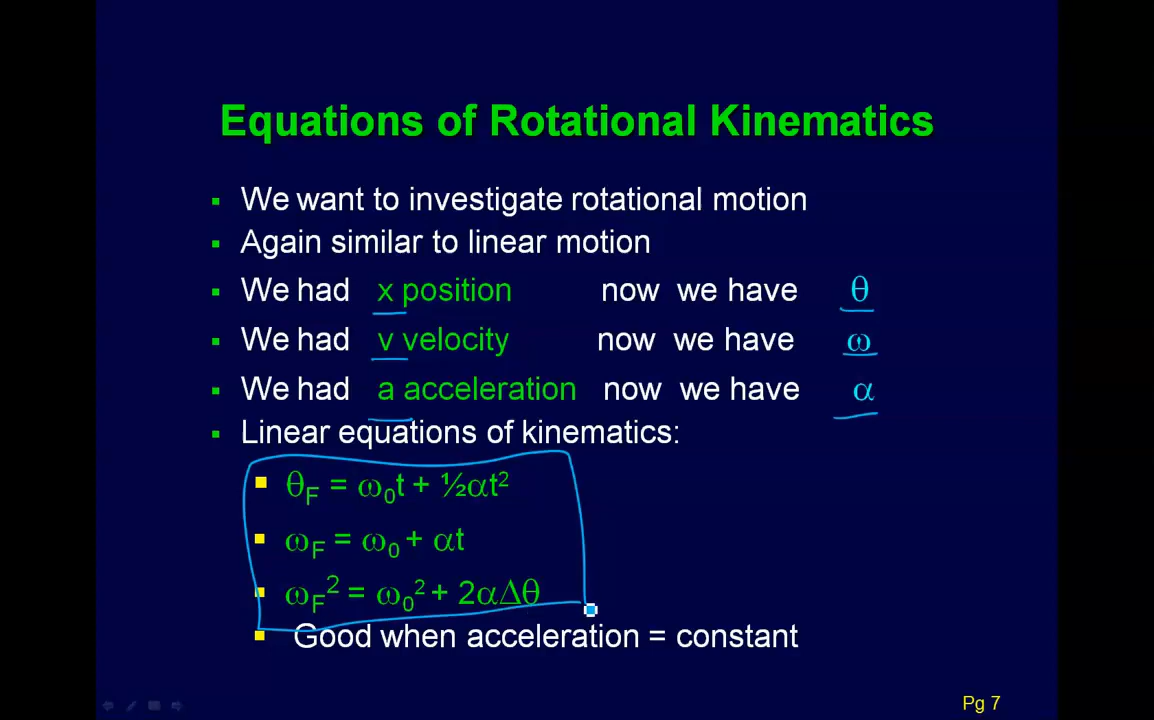 Equations of Rotational Kinematics
▪ We want to investigate rotational motion
▪ Again similar to linear motion
▪ We had x position now we have θ
▪ We had v velocity now we have ω
▪ We had a acceleration now we have α
▪ Linear equations of kinematics:
▪ θF = ω0t + ½αt²
▪ ωF = ω0 + αt
▪ ωF² = ω0² + 2αΔθ
▪ Good when acceleration = constant
Pg 7